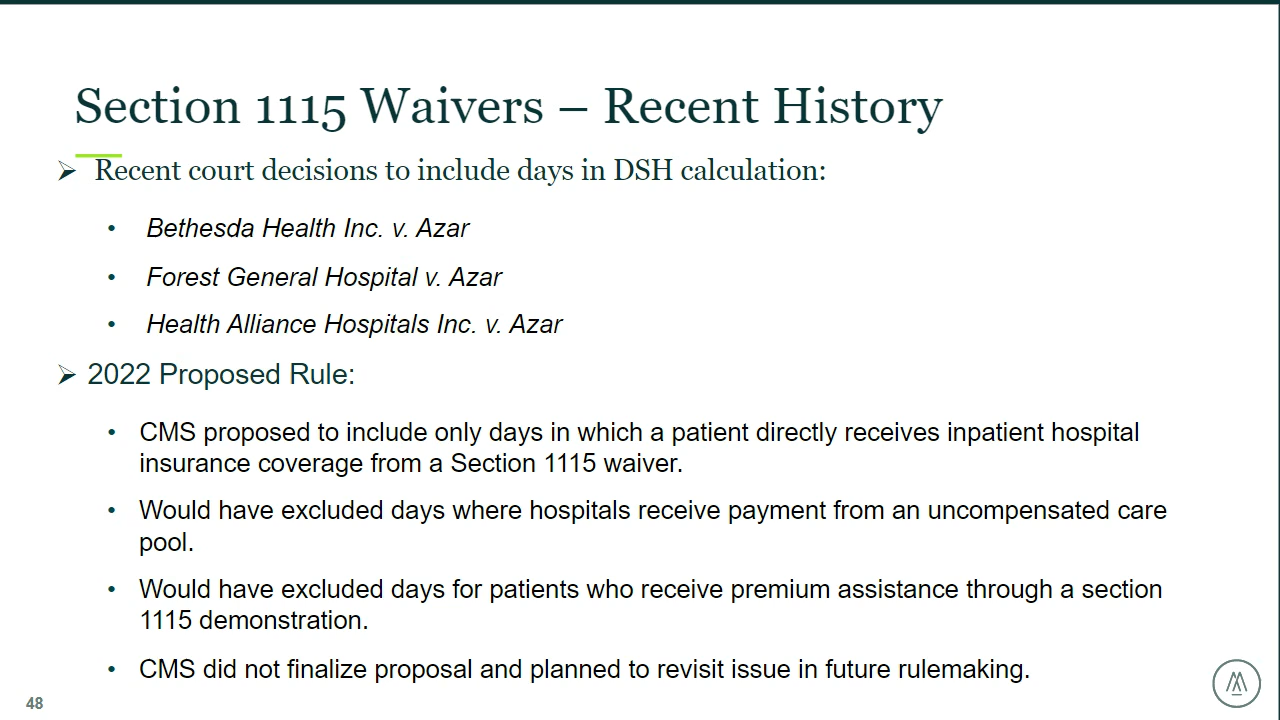 Section 1115 Waivers – Recent History
➢ Recent court decisions to include days in DSH calculation:
• Bethesda Health Inc. v. Azar
• Forest General Hospital v. Azar
• Health Alliance Hospitals Inc. v. Azar
➢ 2022 Proposed Rule:
• CMS proposed to include only days in which a patient directly receives inpatient hospital
insurance coverage from a Section 1115 waiver.
• Would have excluded days where hospitals receive payment from an uncompensated care
pool.
• Would have excluded days for patients who receive premium assistance through a section
1115 demonstration.
• CMS did not finalize proposal and planned to revisit issue in future rulemaking.
48